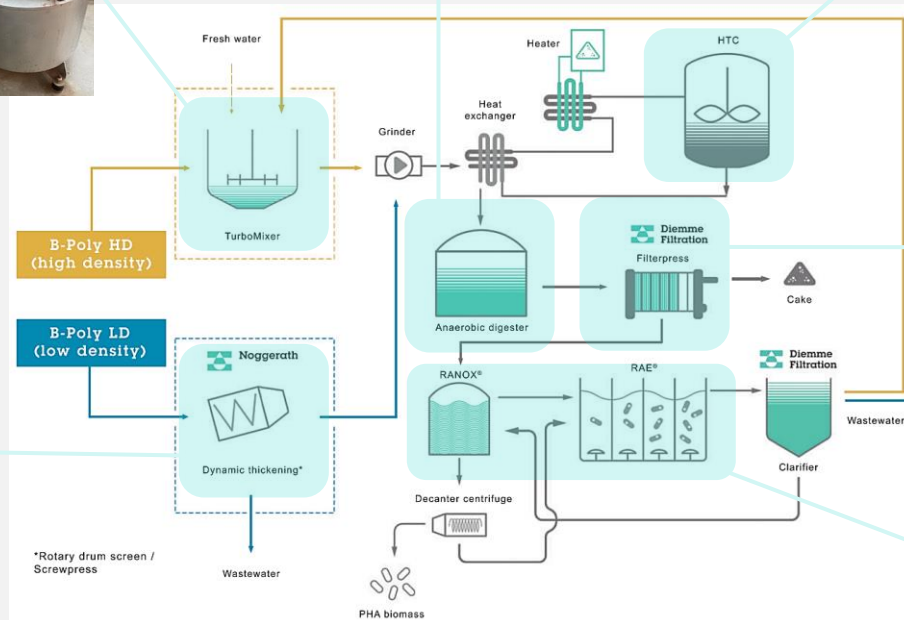 Fresh water
Heater
HTC
Heat
exchanger
Grinder
TurboMixer
B-Poly HD
(high density)
Diemme
Filtration
Filterpress
Cake
Anaerobic digester
B-Poly LD
(low density)
Noggerath
Dynamic thickening*
RANOX®
RAE®
Diemme
Filtration
Wastewater
Clarifier
Decanter centrifuge
*Rotary drum screen /
Screwpress
Wastewater
PHA biomass